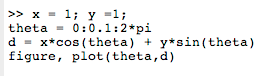 >> x = 1; y =1;
theta = 0:0.1:2*pi
d = x*cos(theta) + y*sin(theta)
figure, plot(theta,d)